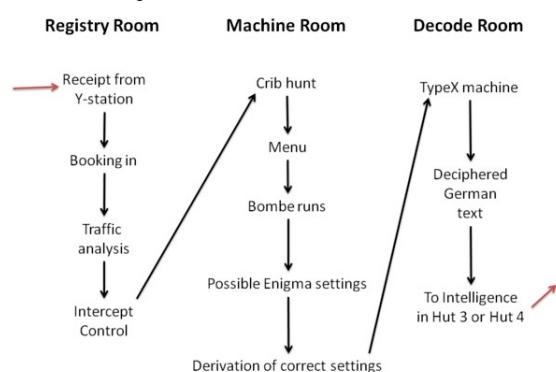 Registry Room
Receipt from
Y-station
Booking in
Traffic
analysis
Intercept
Control
Machine Room
Crib hunt
Menu
Bombe runs
Possible Enigma settings
Derivation of correct settings
Decode Room
TypeX machine
Deciphered
German
text
To Intelligence
in Hut 3 or Hut 4